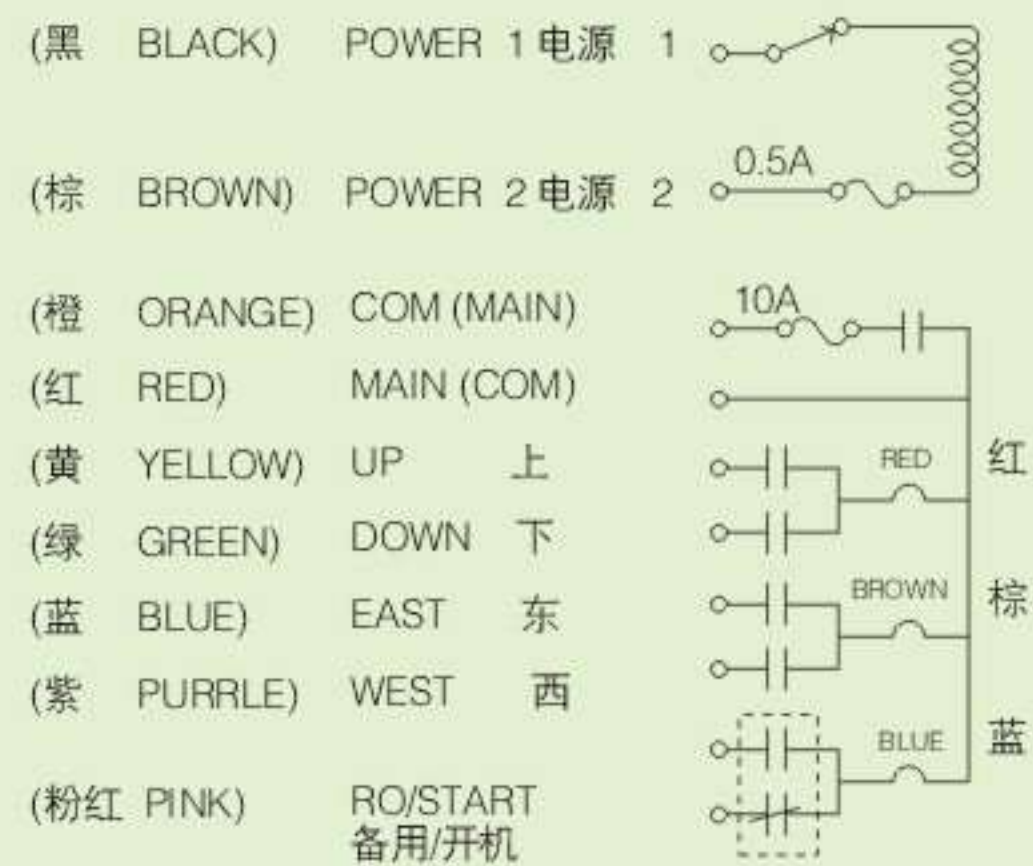 (黑 BLACK) POWER 1 电源 1
0.5A
(棕 BROWN) POWER 2 电源 2
(橙 ORANGE) COM (MAIN) 10A
(红 RED) MAIN (COM)
(黄 YELLOW) UP 上 RED 红
(绿 GREEN) DOWN 下
(蓝 BLUE) EAST 东 BROWN 棕
(紫 PURRLE) WEST 西
BLUE 蓝
(粉红 PINK) RO/START
备用/开机